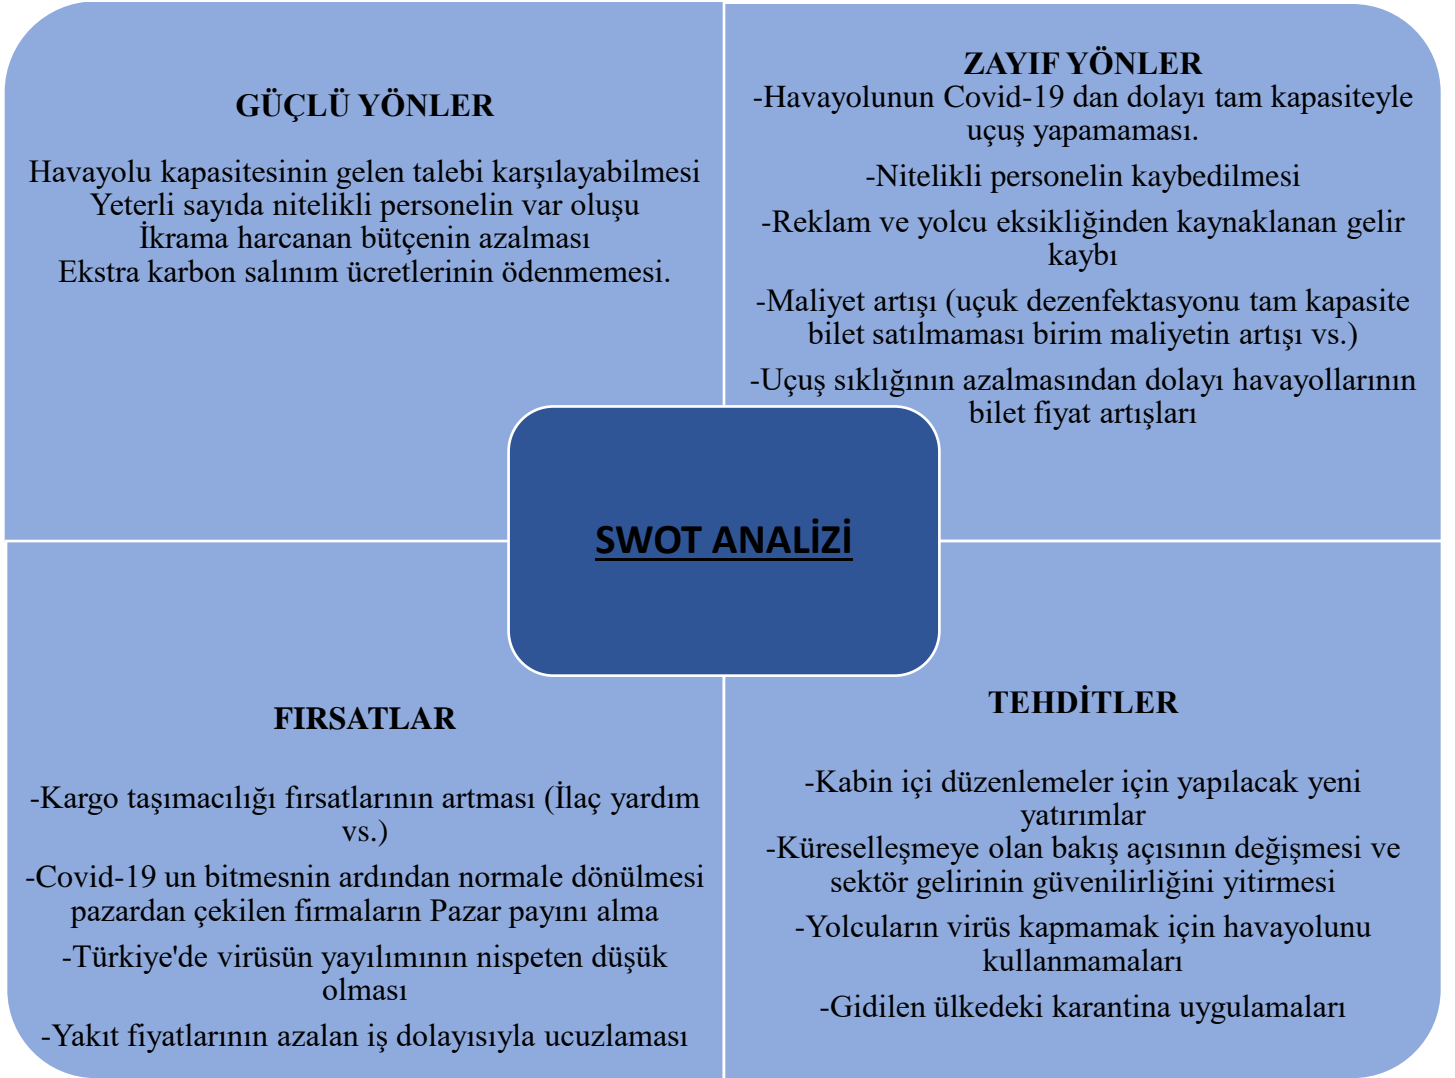 GÜÇLÜ YÖNLER
Havayolu kapasitesinin gelen talebi karşılayabilmesi
Yeterli sayıda nitelikli personelin var oluşu
İkrama harcanan bütçenin azalması
Ekstra karbon salınım ücretlerinin ödenmemesi.
ZAYIF YÖNLER
-Havayolunun Covid-19 dan dolayı tam kapasiteyle
uçuş yapamaması.
-Nitelikli personelin kaybedilmesi
-Reklam ve yolcu eksikliğinden kaynaklanan gelir
kaybı
-Maliyet artışı (uçuk dezenfektasyonu tam kapasite
bilet satılmaması birim maliyetin artışı vs.)
-Uçuş sıklığının azalmasından dolayı havayollarının
bilet fiyat artışları
SWOT ANALİZİ
FIRSATLAR
-Kargo taşımacılığı fırsatlarının artması (İlaç yardım
vs.)
-Covid-19 un bitmesnin ardından normale dönülmesi
pazardan çekilen firmaların Pazar payını alma
-Türkiye'de virüsün yayılımının nispeten düşük
olması
-Yakıt fiyatlarının azalan iş dolayısıyla ucuzlaması
TEHDİTLER
-Kabin içi düzenlemeler için yapılacak yeni
yatırımlar
-Küreselleşmeye olan bakış açısının değişmesi ve
sektör gelirinin güvenilirliğini yitirmesi
-Yolcuların virüs kapmamak için havayolunu
kullanmamaları
-Gidilen ülkedeki karantina uygulamaları